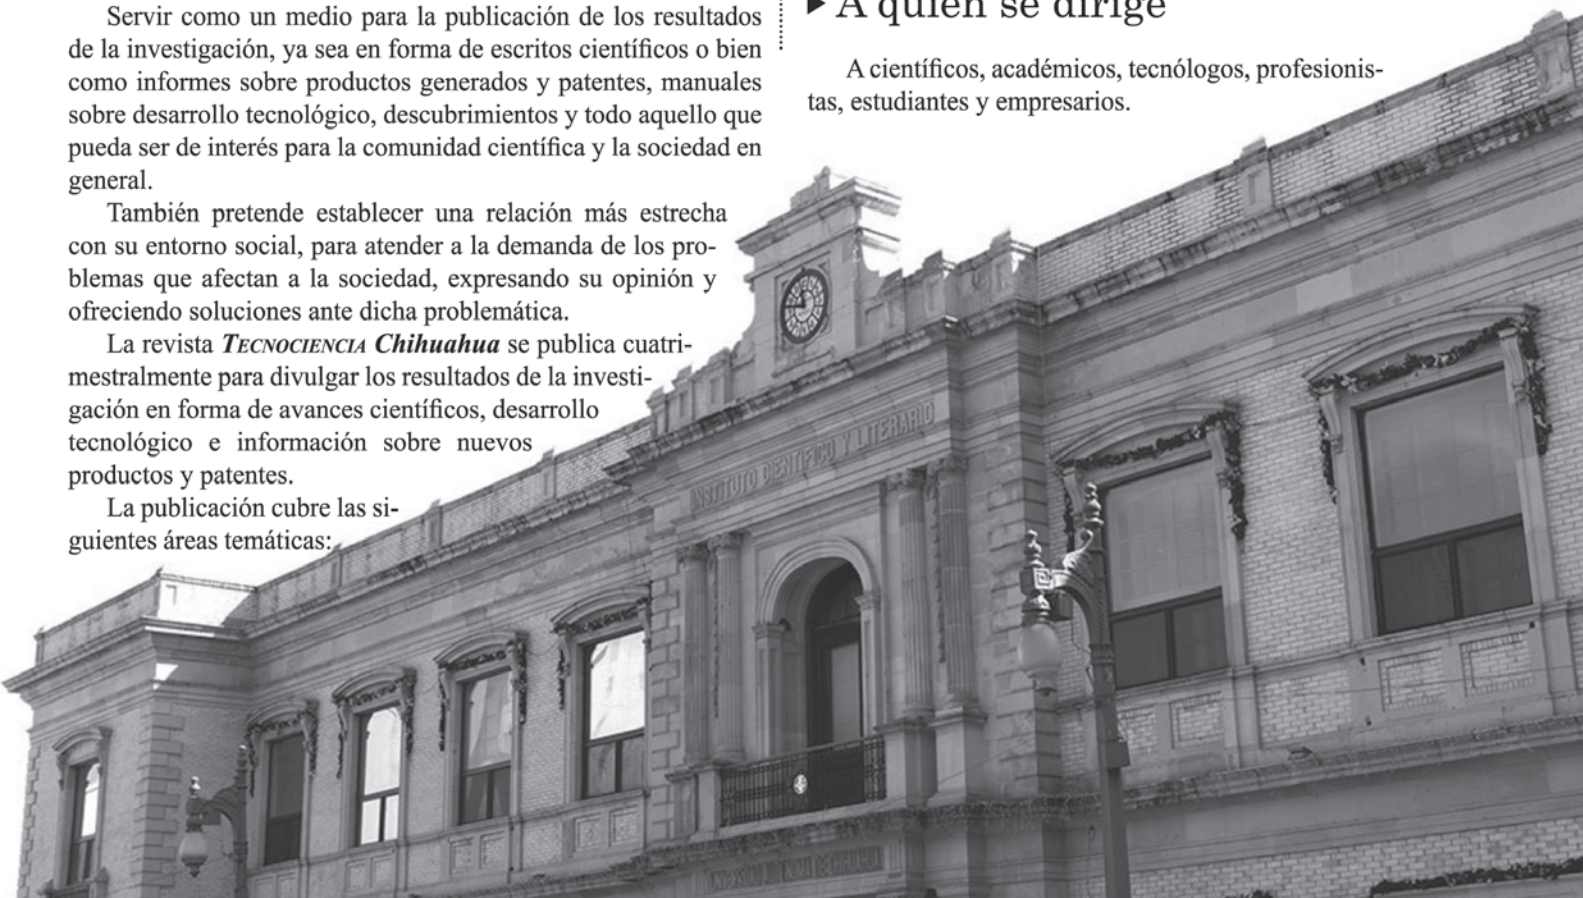 Servir como un medio para la publicación de los resultados
de la investigación, ya sea en forma de escritos científicos o bien
como informes sobre productos generados y patentes, manuales
sobre desarrollo tecnológico, descubrimientos y todo aquello que
pueda ser de interés para la comunidad científica y la sociedad en
general.
También pretende establecer una relación más estrecha
con su entorno social, para atender a la demanda de los pro-
blemas que afectan a la sociedad, expresando su opinión y
ofreciendo soluciones ante dicha problemática.
La revista TECNOCIENCIA Chihuahua se publica cuatri-
mestralmente para divulgar los resultados de la investi-
gación en forma de avances científicos, desarrollo
tecnológico e información sobre nuevos
productos y patentes.
La publicación cubre las si-
guientes áreas temáticas:
A quién se dirige
A científicos, académicos, tecnólogos, profesionis-
tas, estudiantes y empresarios.
INSTITUTO CIENTIFICO Y LITERARIO